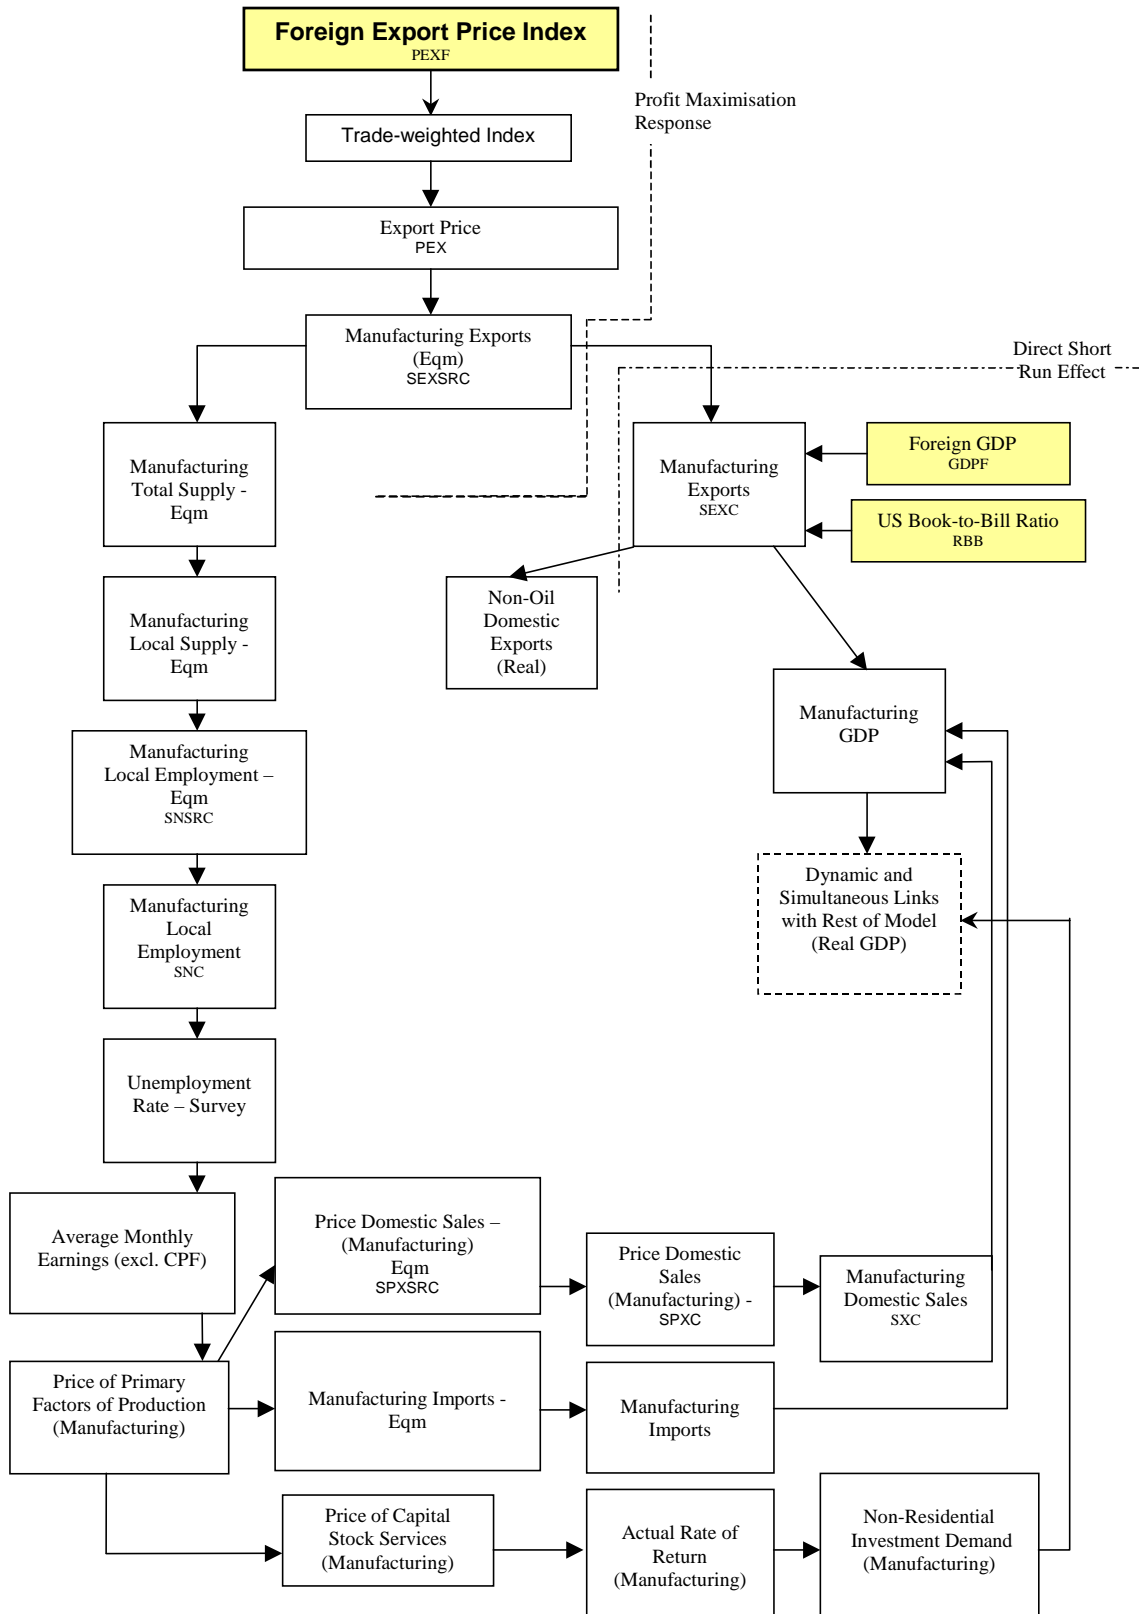 Foreign Export Price Index
PEXF
Profit Maximisation
Response
Trade-weighted Index
Export Price
PEX
Manufacturing Exports
(Eqm)
SEXSRC
Direct Short
Run Effect
Manufacturing
Total Supply -
Eqm
Manufacturing
Exports
SEXC
Foreign GDP
GDPF
US Book-to-Bill Ratio
RBB
Manufacturing
Local Supply -
Eqm
Non-Oil
Domestic
Exports
(Real)
Manufacturing
GDP
Manufacturing
Local Employment –
Eqm
SNSRC
Dynamic and
Simultaneous Links
with Rest of Model
(Real GDP)
Manufacturing
Local
Employment
SNC
Unemployment
Rate – Survey
Average Monthly
Earnings (excl. CPF)
Price Domestic Sales –
(Manufacturing)
Eqm
SPXSRC
Price Domestic
Sales
(Manufacturing) -
SPXC
Manufacturing
Domestic Sales
SXC
Price of Primary
Factors of Production
(Manufacturing)
Manufacturing Imports -
Eqm
Manufacturing
Imports
Price of Capital
Stock Services
(Manufacturing)
Actual Rate of
Return
(Manufacturing)
Non-Residential
Investment Demand
(Manufacturing)